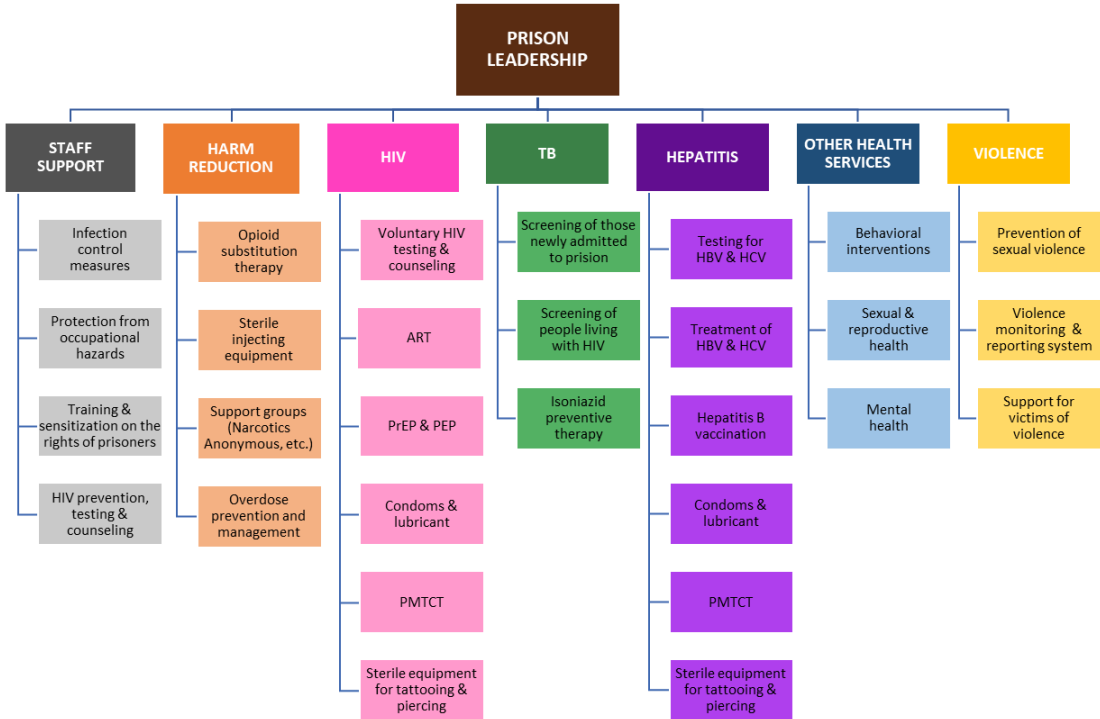 PRISON
LEADERSHIP
STAFF
SUPPORT
Infection
control
measures
Protection from
occupational
hazards
Training &
sensitization on the
rights of prisoners
HIV prevention,
testing &
counseling
HARM
REDUCTION
Opioid
substitution
therapy
Sterile
injecting
equipment
Support groups
(Narcotics
Anonymous, etc.)
Overdose
prevention and
management
HIV
Voluntary HIV
testing &
counseling
ART
PrEP & PEP
Condoms &
lubricant
PMTCT
Sterile equipment
for tattooing &
piercing
TB
Screening of those
newly admitted
to prision
Screening of
people living
with HIV
Isoniazid
preventive
therapy
HEPATITIS
Testing for
HBV & HCV
Treatment of
HBV & HCV
Hepatitis B
vaccination
Condoms &
lubricant
PMTCT
Sterile equipment
for tattooing &
piercing
OTHER HEALTH
SERVICES
Behavioral
interventions
Sexual &
reproductive
health
Mental
health
VIOLENCE
Prevention of
sexual violence
Violence
monitoring &
reporting system
Support for
victims of
violence